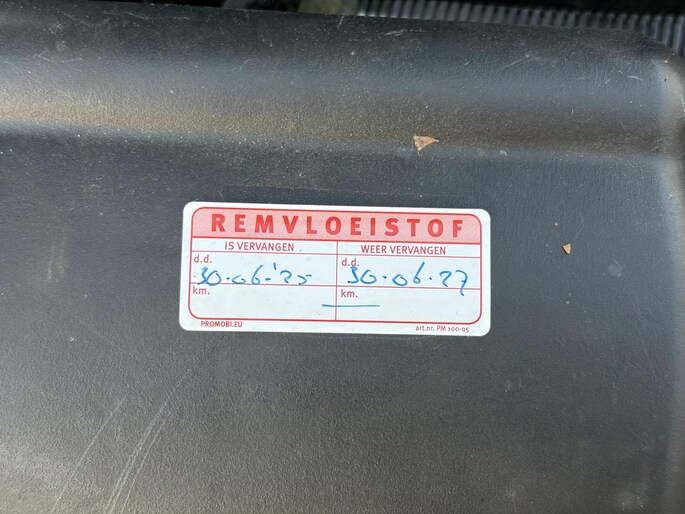 REMVLOEISTOF
IS VERVANGEN WEER VERVANGEN
d.d. d.d.
30-06-'25 30-06-27
km. km.
PROMOBI.EU art.nr. PM 100-05